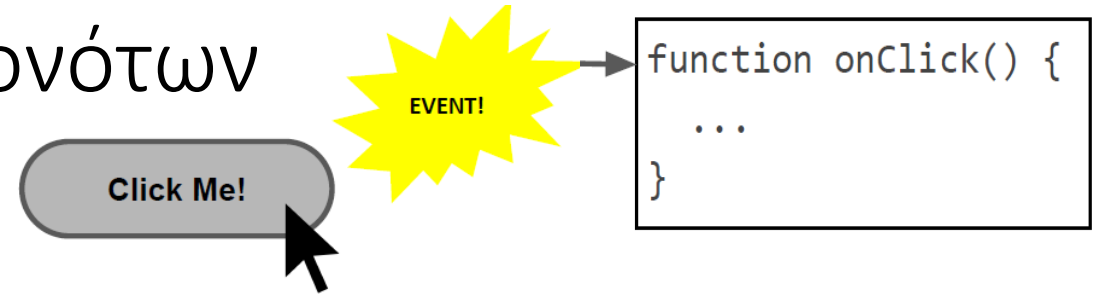 ονότων
EVENT!
function onClick() {
...
}
Click Me!